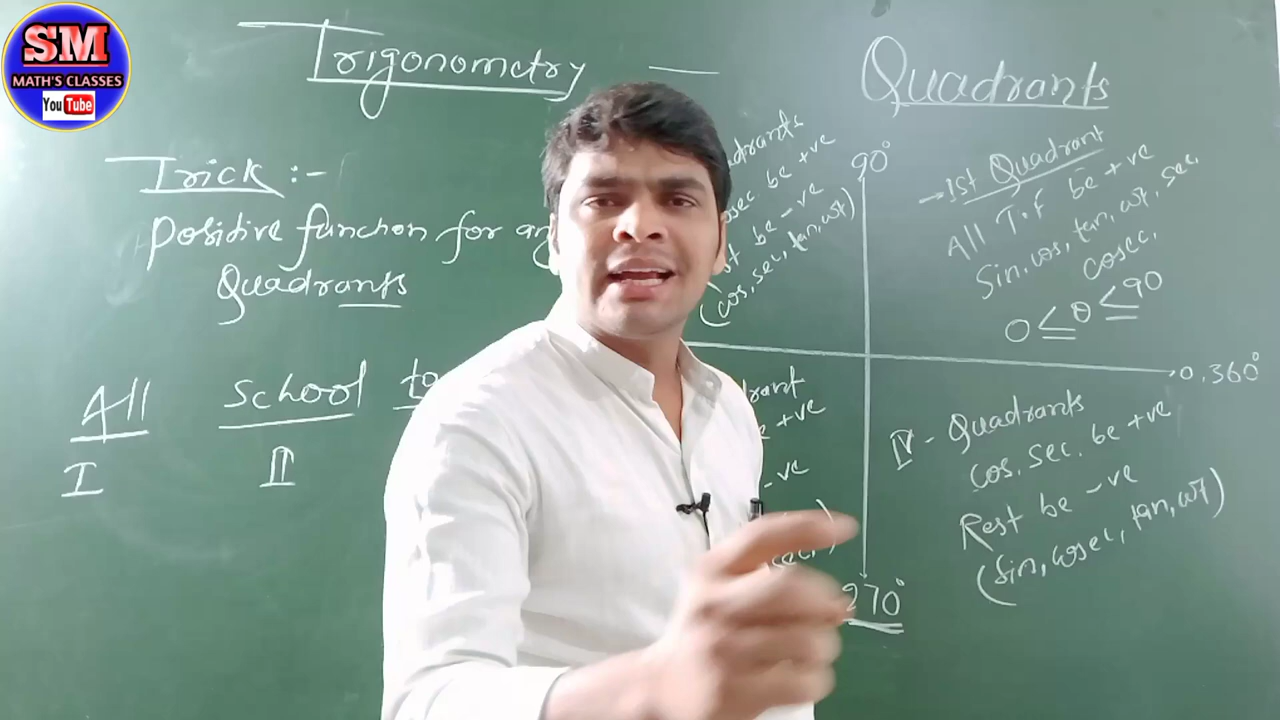 SM
MATH'S CLASSES
YouTube
Trigonometry —
Quadrants
Trick :-
Positive function for
Quadrants
All School to
I II
90°
→ 1st Quadrant
All T.F be +ve
Sin, cos, tan, cot, sec,
cosec,
0 ≤ θ ≤ 90
be +ve
be -ve
(cos, sec, tan, cot)
0, 360°
+ve
-ve
270°
IV - Quadrants
cos. sec. be +ve
Rest be -ve
(sin, cosec, tan, cot)